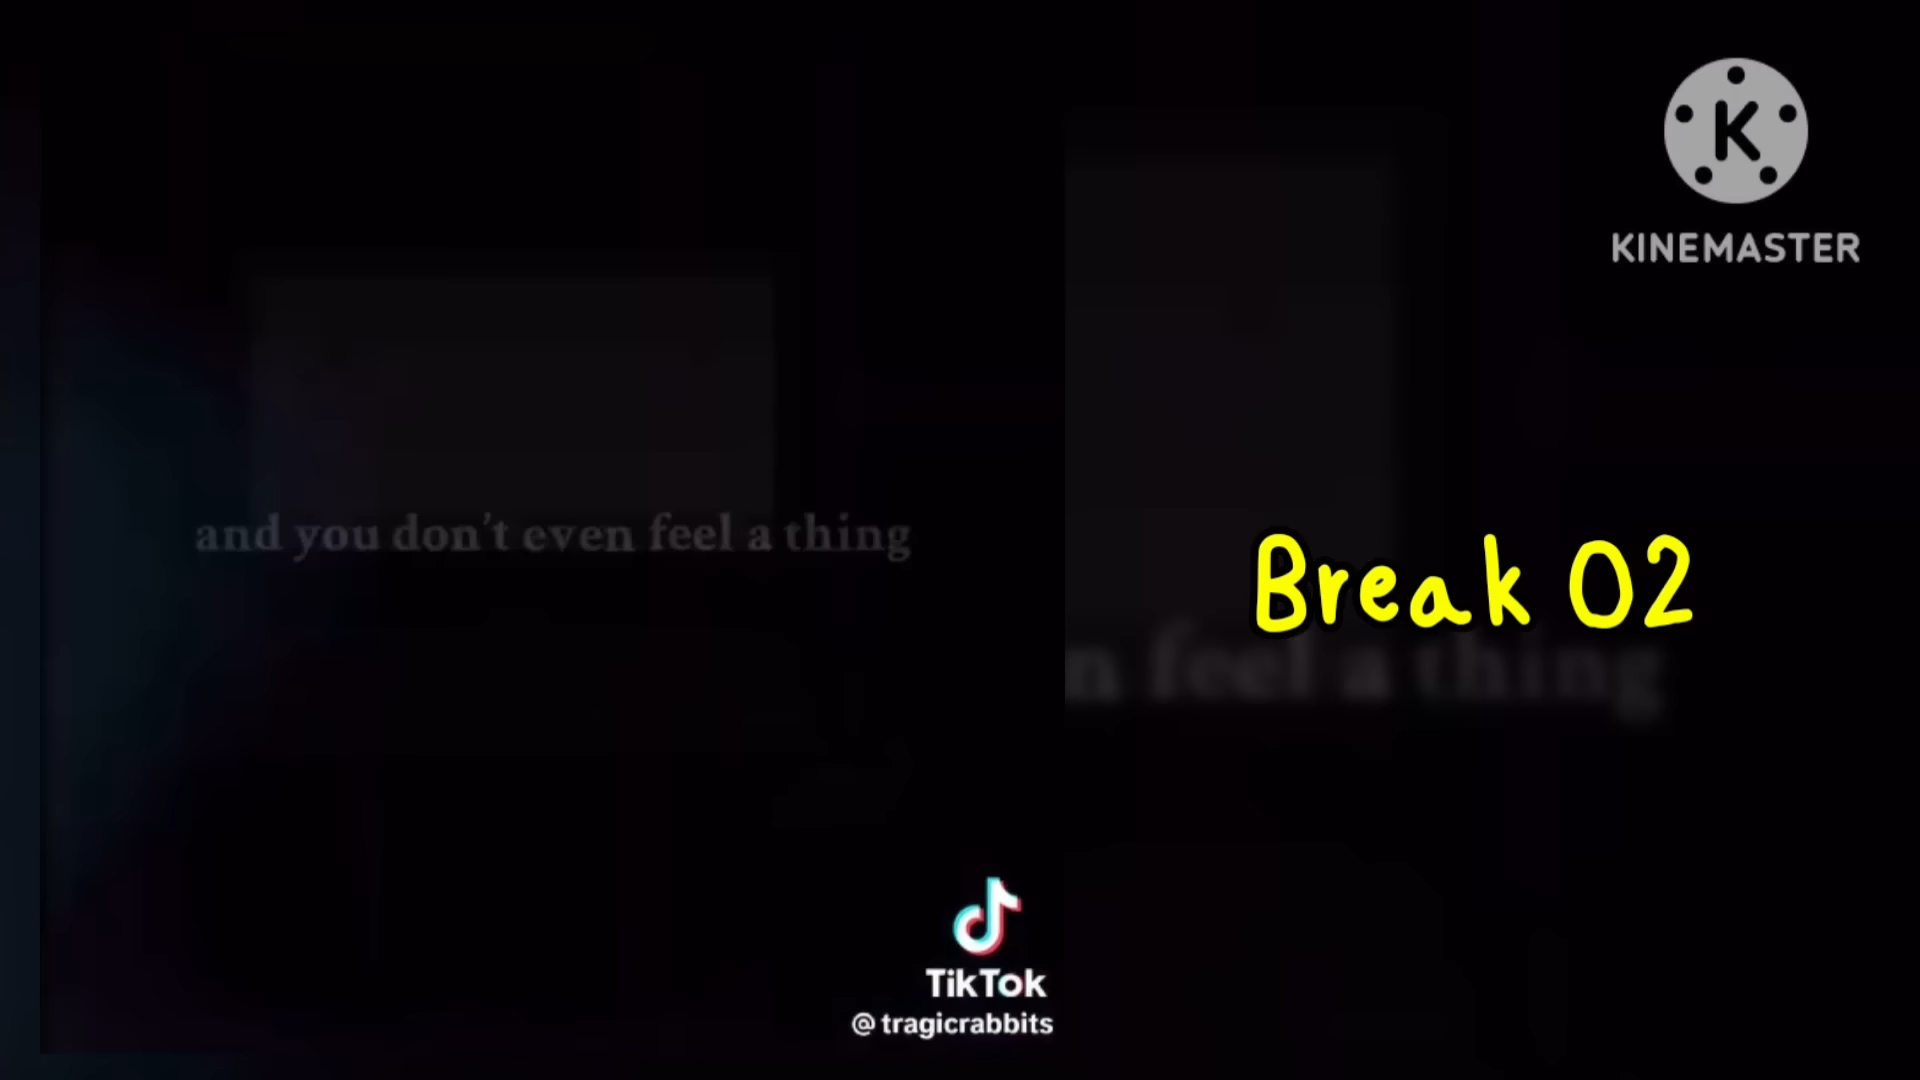 K
KINEMASTER
and you don't even feel a thing
Break 02
n feel a thing
TikTok
@tragicrabbits